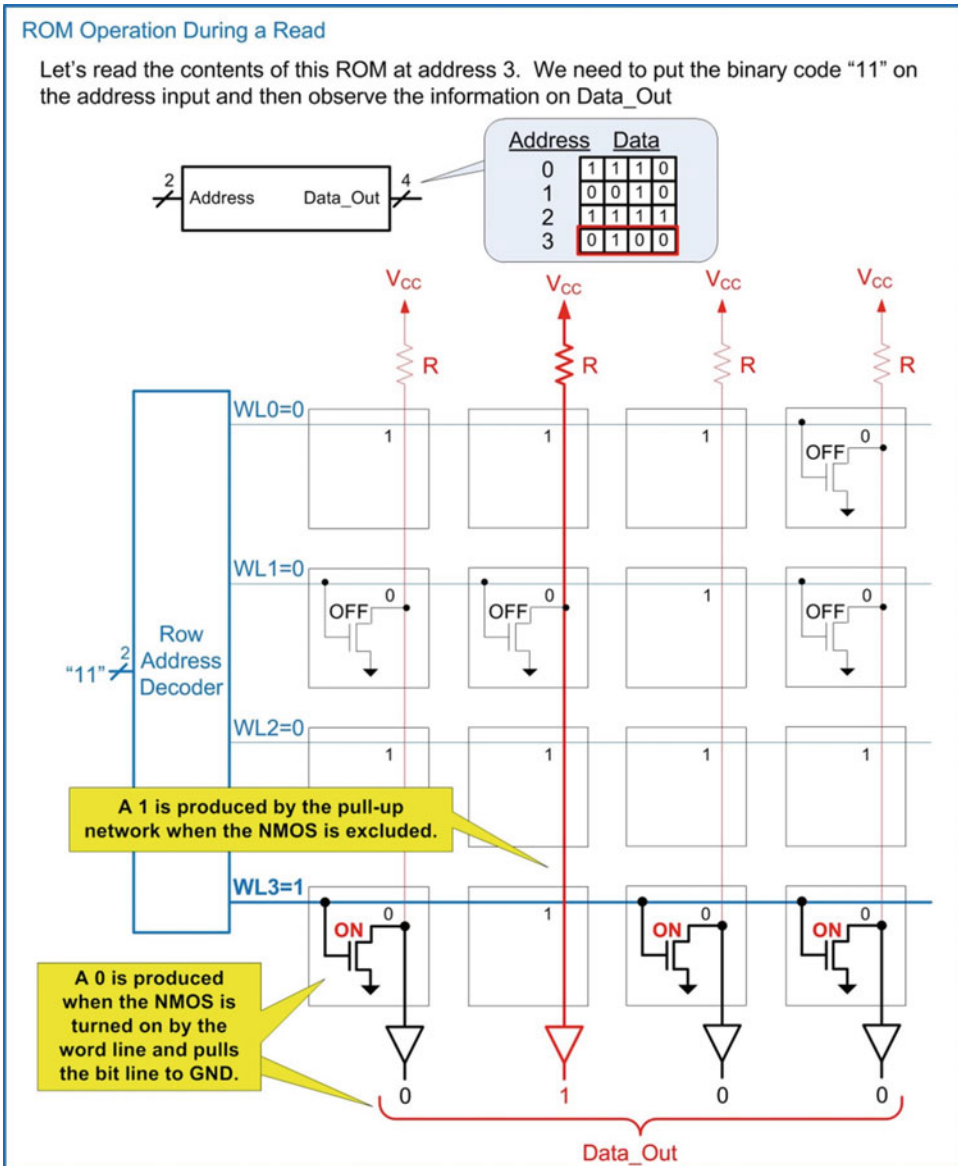 ROM Operation During a Read
Let's read the contents of this ROM at address 3. We need to put the binary code “11” on
the address input and then observe the information on Data_Out
Address Data
0 1 1 1 0
1 0 0 1 0
2 1 1 1 1
3 0 1 0 0
2 Address Data_Out 4
VCC VCC VCC VCC
R R R R
WL0=0
1 1 1 0
OFF
WL1=0
0 0 1 0
OFF OFF OFF
“11” 2
Row
Address
Decoder
WL2=0
1 1 1 1
A 1 is produced by the pull-up
network when the NMOS is excluded.
WL3=1
0 1 0 0
ON ON ON
A 0 is produced
when the NMOS is
turned on by the
word line and pulls
the bit line to GND.
0 1 0 0
Data_Out